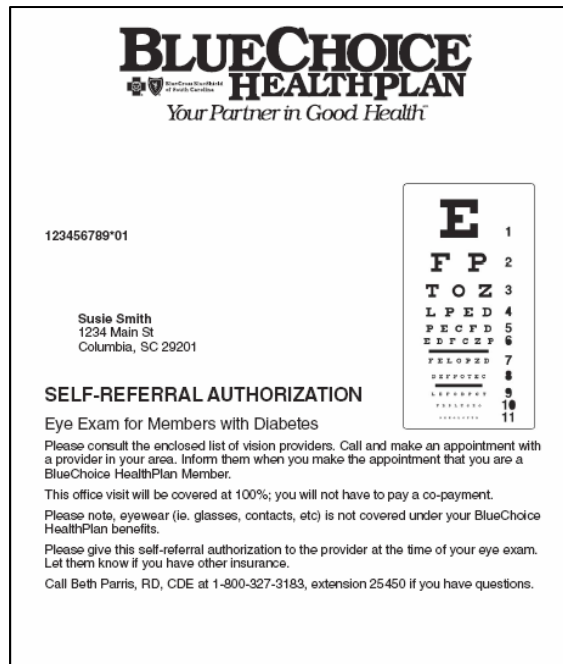 BLUECHOICE
BlueCross BlueShield
of South Carolina
HEALTHPLAN
Your Partner in Good Health
123456789*01
Susie Smith
1234 Main St
Columbia, SC 29201
E 1
F P 2
T O Z 3
L P E D 4
P E C F D 5
E D F C Z P 6
F E L O P Z D 7
D E F P O T E C 8
9
10
11
SELF-REFERRAL AUTHORIZATION
Eye Exam for Members with Diabetes
Please consult the enclosed list of vision providers. Call and make an appointment with
a provider in your area. Inform them when you make the appointment that you are a
BlueChoice HealthPlan Member.
This office visit will be covered at 100%; you will not have to pay a co-payment.
Please note, eyewear (ie. glasses, contacts, etc) is not covered under your BlueChoice
HealthPlan benefits.
Please give this self-referral authorization to the provider at the time of your eye exam.
Let them know if you have other insurance.
Call Beth Parris, RD, CDE at 1-800-327-3183, extension 25450 if you have questions.